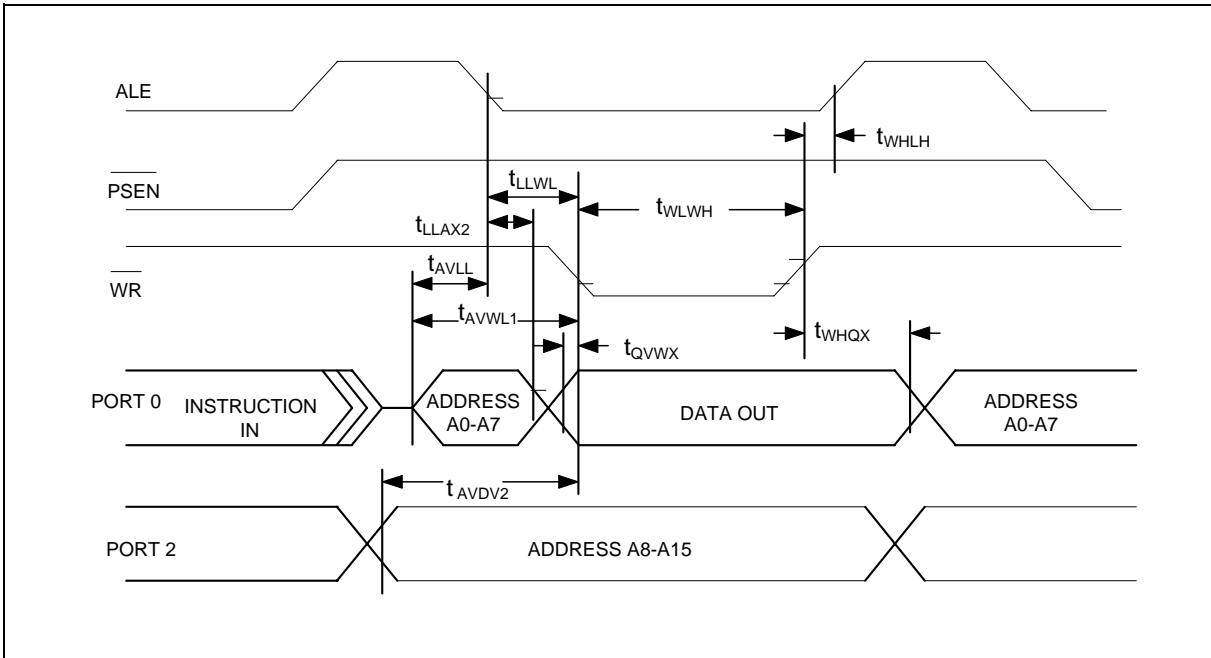 ALE
tWHLH
PSEN
tLLWL
tWLWH
tLLAX2
tAVLL
WR
tAVWL1
tWHQX
tQVWX
PORT 0
INSTRUCTION
IN
ADDRESS
A0-A7
DATA OUT
ADDRESS
A0-A7
t AVDV2
PORT 2
ADDRESS A8-A15